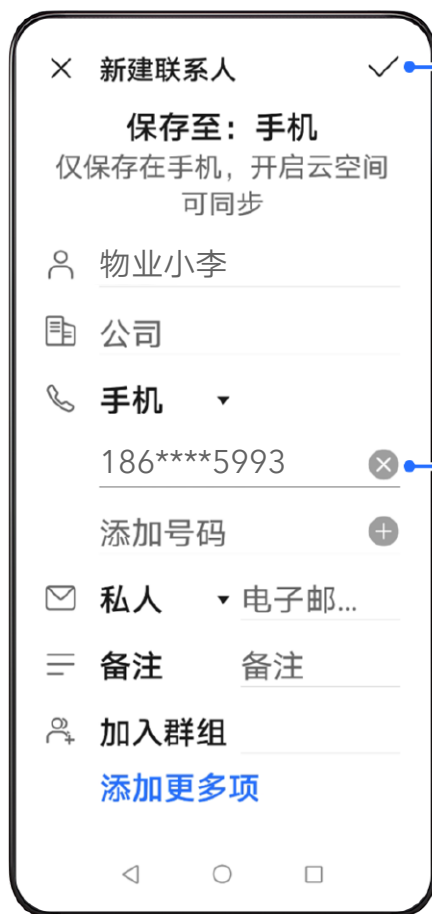 新建联系人
保存至：手机
仅保存在手机，开启云空间
可同步
物业小李
公司
手机
186****5993
添加号码
私人 电子邮...
备注 备注
加入群组
添加更多项